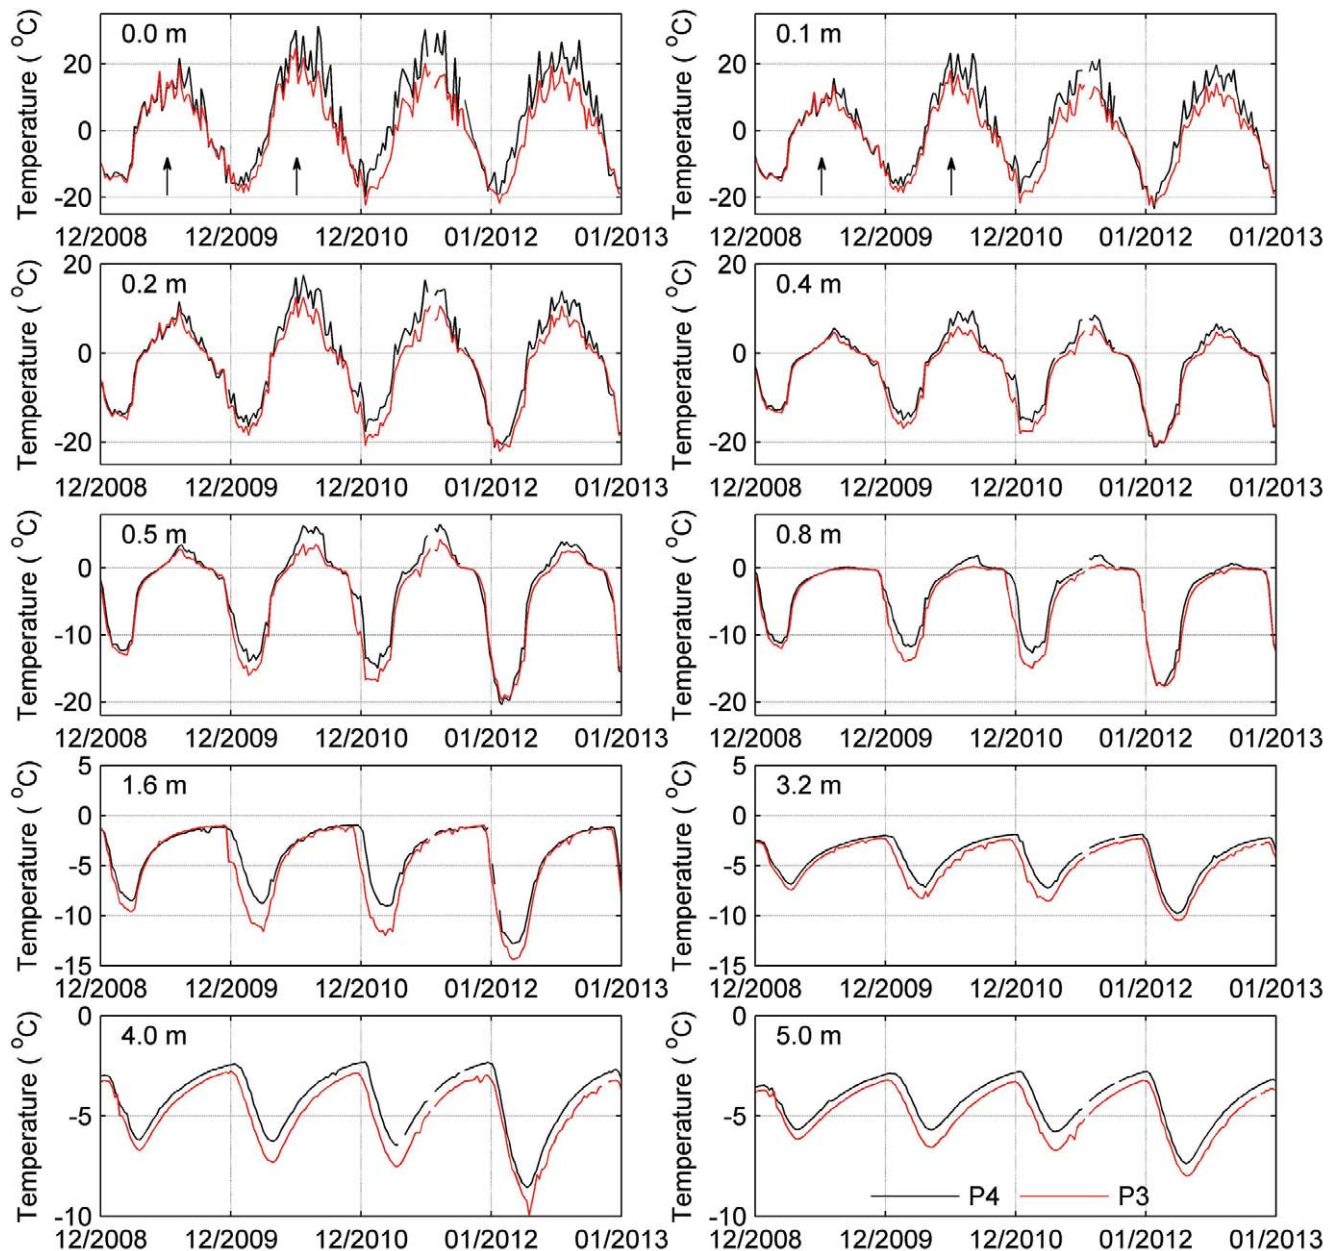 Temperature ( °C) 20 0 -20 0.0 m
12/2008 12/2009 12/2010 01/2012 01/2013
Temperature ( °C) 20 0 -20 0.1 m
12/2008 12/2009 12/2010 01/2012 01/2013
Temperature ( °C) 20 0 -20 0.2 m
12/2008 12/2009 12/2010 01/2012 01/2013
Temperature ( °C) 20 0 -20 0.4 m
12/2008 12/2009 12/2010 01/2012 01/2013
Temperature ( °C) 0 -10 -20 0.5 m
12/2008 12/2009 12/2010 01/2012 01/2013
Temperature ( °C) 0 -10 -20 0.8 m
12/2008 12/2009 12/2010 01/2012 01/2013
Temperature ( °C) 5 0 -5 -10 -15 1.6 m
12/2008 12/2009 12/2010 01/2012 01/2013
Temperature ( °C) 5 0 -5 -10 -15 3.2 m
12/2008 12/2009 12/2010 01/2012 01/2013
Temperature ( °C) 0 -5 -10 4.0 m
12/2008 12/2009 12/2010 01/2012 01/2013
Temperature ( °C) 0 -5 -10 5.0 m
P4 P3
12/2008 12/2009 12/2010 01/2012 01/2013